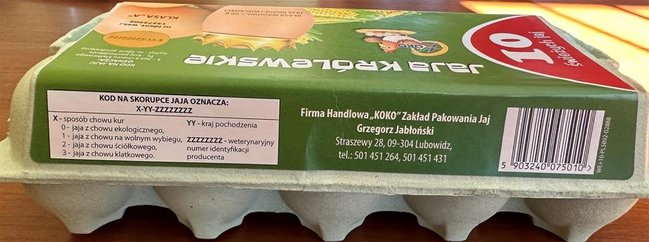 10
świeżych jaj
JAJA KRÓLEWSKIE
KLASA „A”
KOD NA SKORUPCE JAJA OZNACZA:
X-YY-ZZZZZZZZ
X - sposób chowu kur
0 - jaja z chowu ekologicznego,
1 - jaja z chowu na wolnym wybiegu,
2 - jaja z chowu ściółkowego,
3 - jaja z chowu klatkowego.
YY - kraj pochodzenia
ZZZZZZZZ - weterynaryjny
numer identyfikacji
producenta
Firma Handlowa „KOKO” Zakład Pakowania Jaj
Grzegorz Jabłoński
Straszewy 28, 09-304 Lubowidz,
tel.: 501 451 264, 501 451 431
5 903240 075010 >